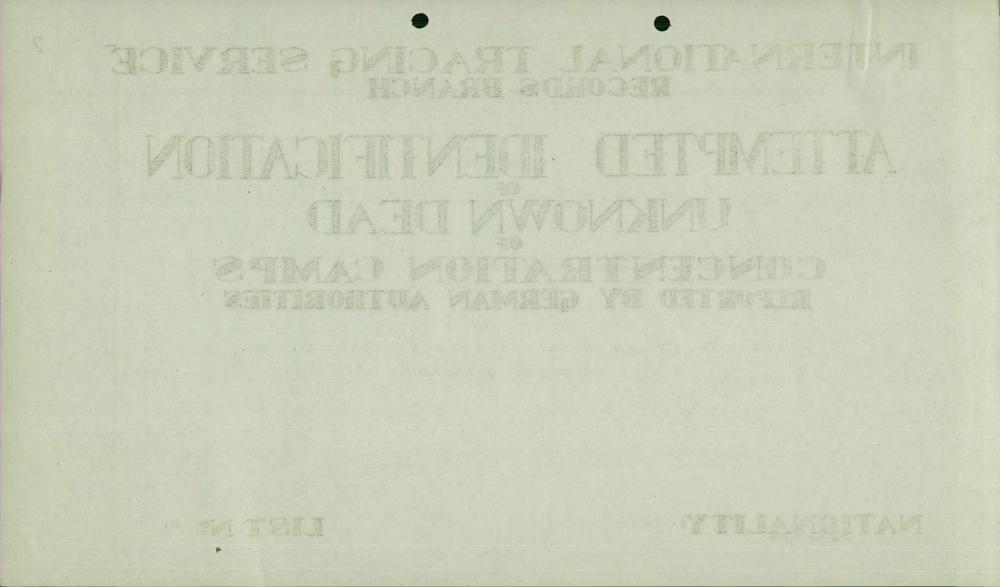 2
INTERNATIONAL TRACING SERVICE
RECORDS BRANCH
ATTEMPTED IDENTIFICATION
OF
UNKNOWN DEAD
OF
CONCENTRATION CAMPS
REPORTED BY GERMAN AUTHORITIES
NATIONALITY: LIST Nº